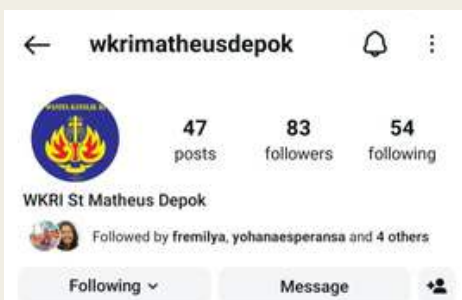 wkrimatheusdepok
47 83 54
posts followers following
WKRI St Matheus Depok
Followed by fremilya, yohanaesperansa and 4 others
Following Message